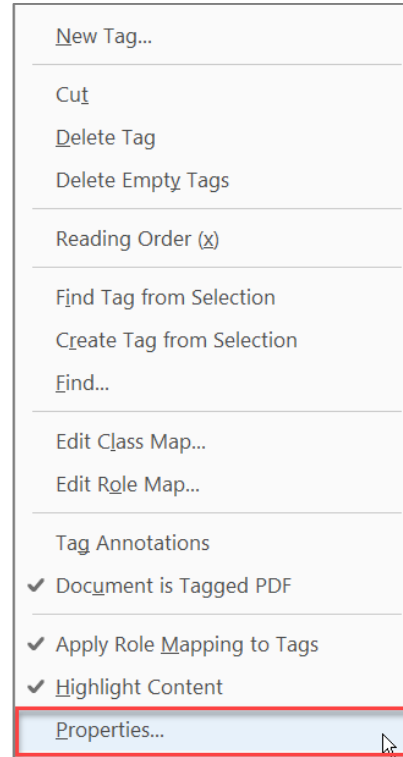 New Tag...
Cut
Delete Tag
Delete Empty Tags
Reading Order (x)
Find Tag from Selection
Create Tag from Selection
Find...
Edit Class Map...
Edit Role Map...
Tag Annotations
Document is Tagged PDF
Apply Role Mapping to Tags
Highlight Content
Properties...